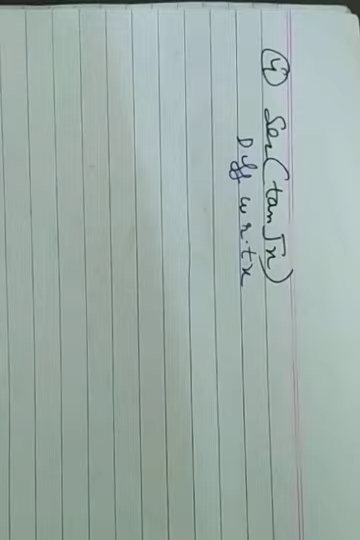 ④ Sec(tan√x)
Diff w r.t x